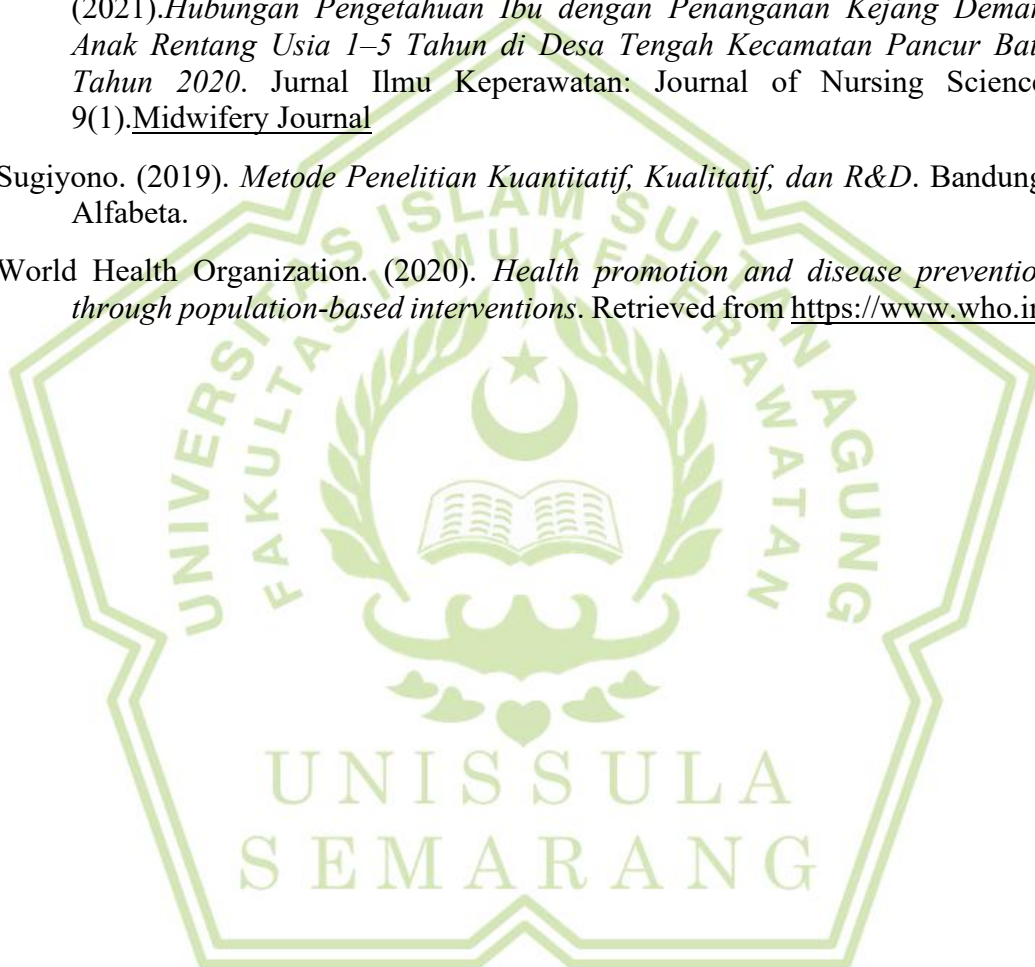 (2021).Hubungan Pengetahuan Ibu dengan Penanganan Kejang Demam
Anak Rentang Usia 1–5 Tahun di Desa Tengah Kecamatan Pancur Bat
Tahun 2020. Jurnal Ilmu Keperawatan: Journal of Nursing Science
9(1).Midwifery Journal
Sugiyono. (2019). Metode Penelitian Kuantitatif, Kualitatif, dan R&D. Bandung
Alfabeta.
World Health Organization. (2020). Health promotion and disease preventio
through population-based interventions. Retrieved from https://www.who.in
UNIVERSITAS ISLAM SULTAN AGUNG
FAKULTAS ILMU KEPERAWATAN
UNISSULA
SEMARANG